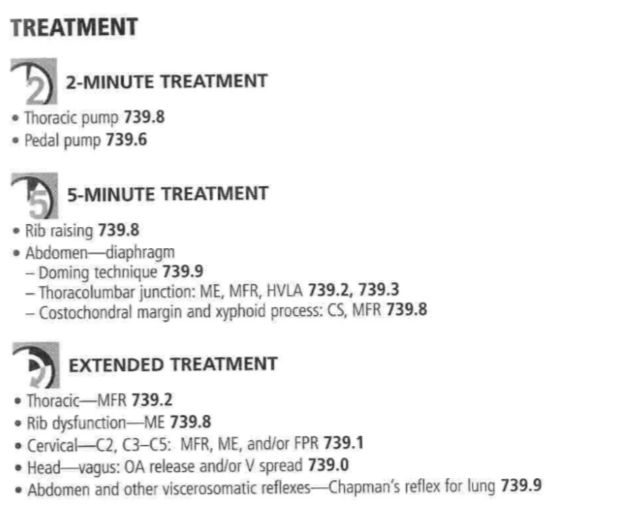 TREATMENT
2 2-MINUTE TREATMENT
• Thoracic pump 739.8
• Pedal pump 739.6
5 5-MINUTE TREATMENT
• Rib raising 739.8
• Abdomen—diaphragm
– Doming technique 739.9
– Thoracolumbar junction: ME, MFR, HVLA 739.2, 739.3
– Costochondral margin and xyphoid process: CS, MFR 739.8
EXTENDED TREATMENT
• Thoracic—MFR 739.2
• Rib dysfunction—ME 739.8
• Cervical—C2, C3–C5: MFR, ME, and/or FPR 739.1
• Head—vagus: OA release and/or V spread 739.0
• Abdomen and other viscerosomatic reflexes—Chapman's reflex for lung 739.9